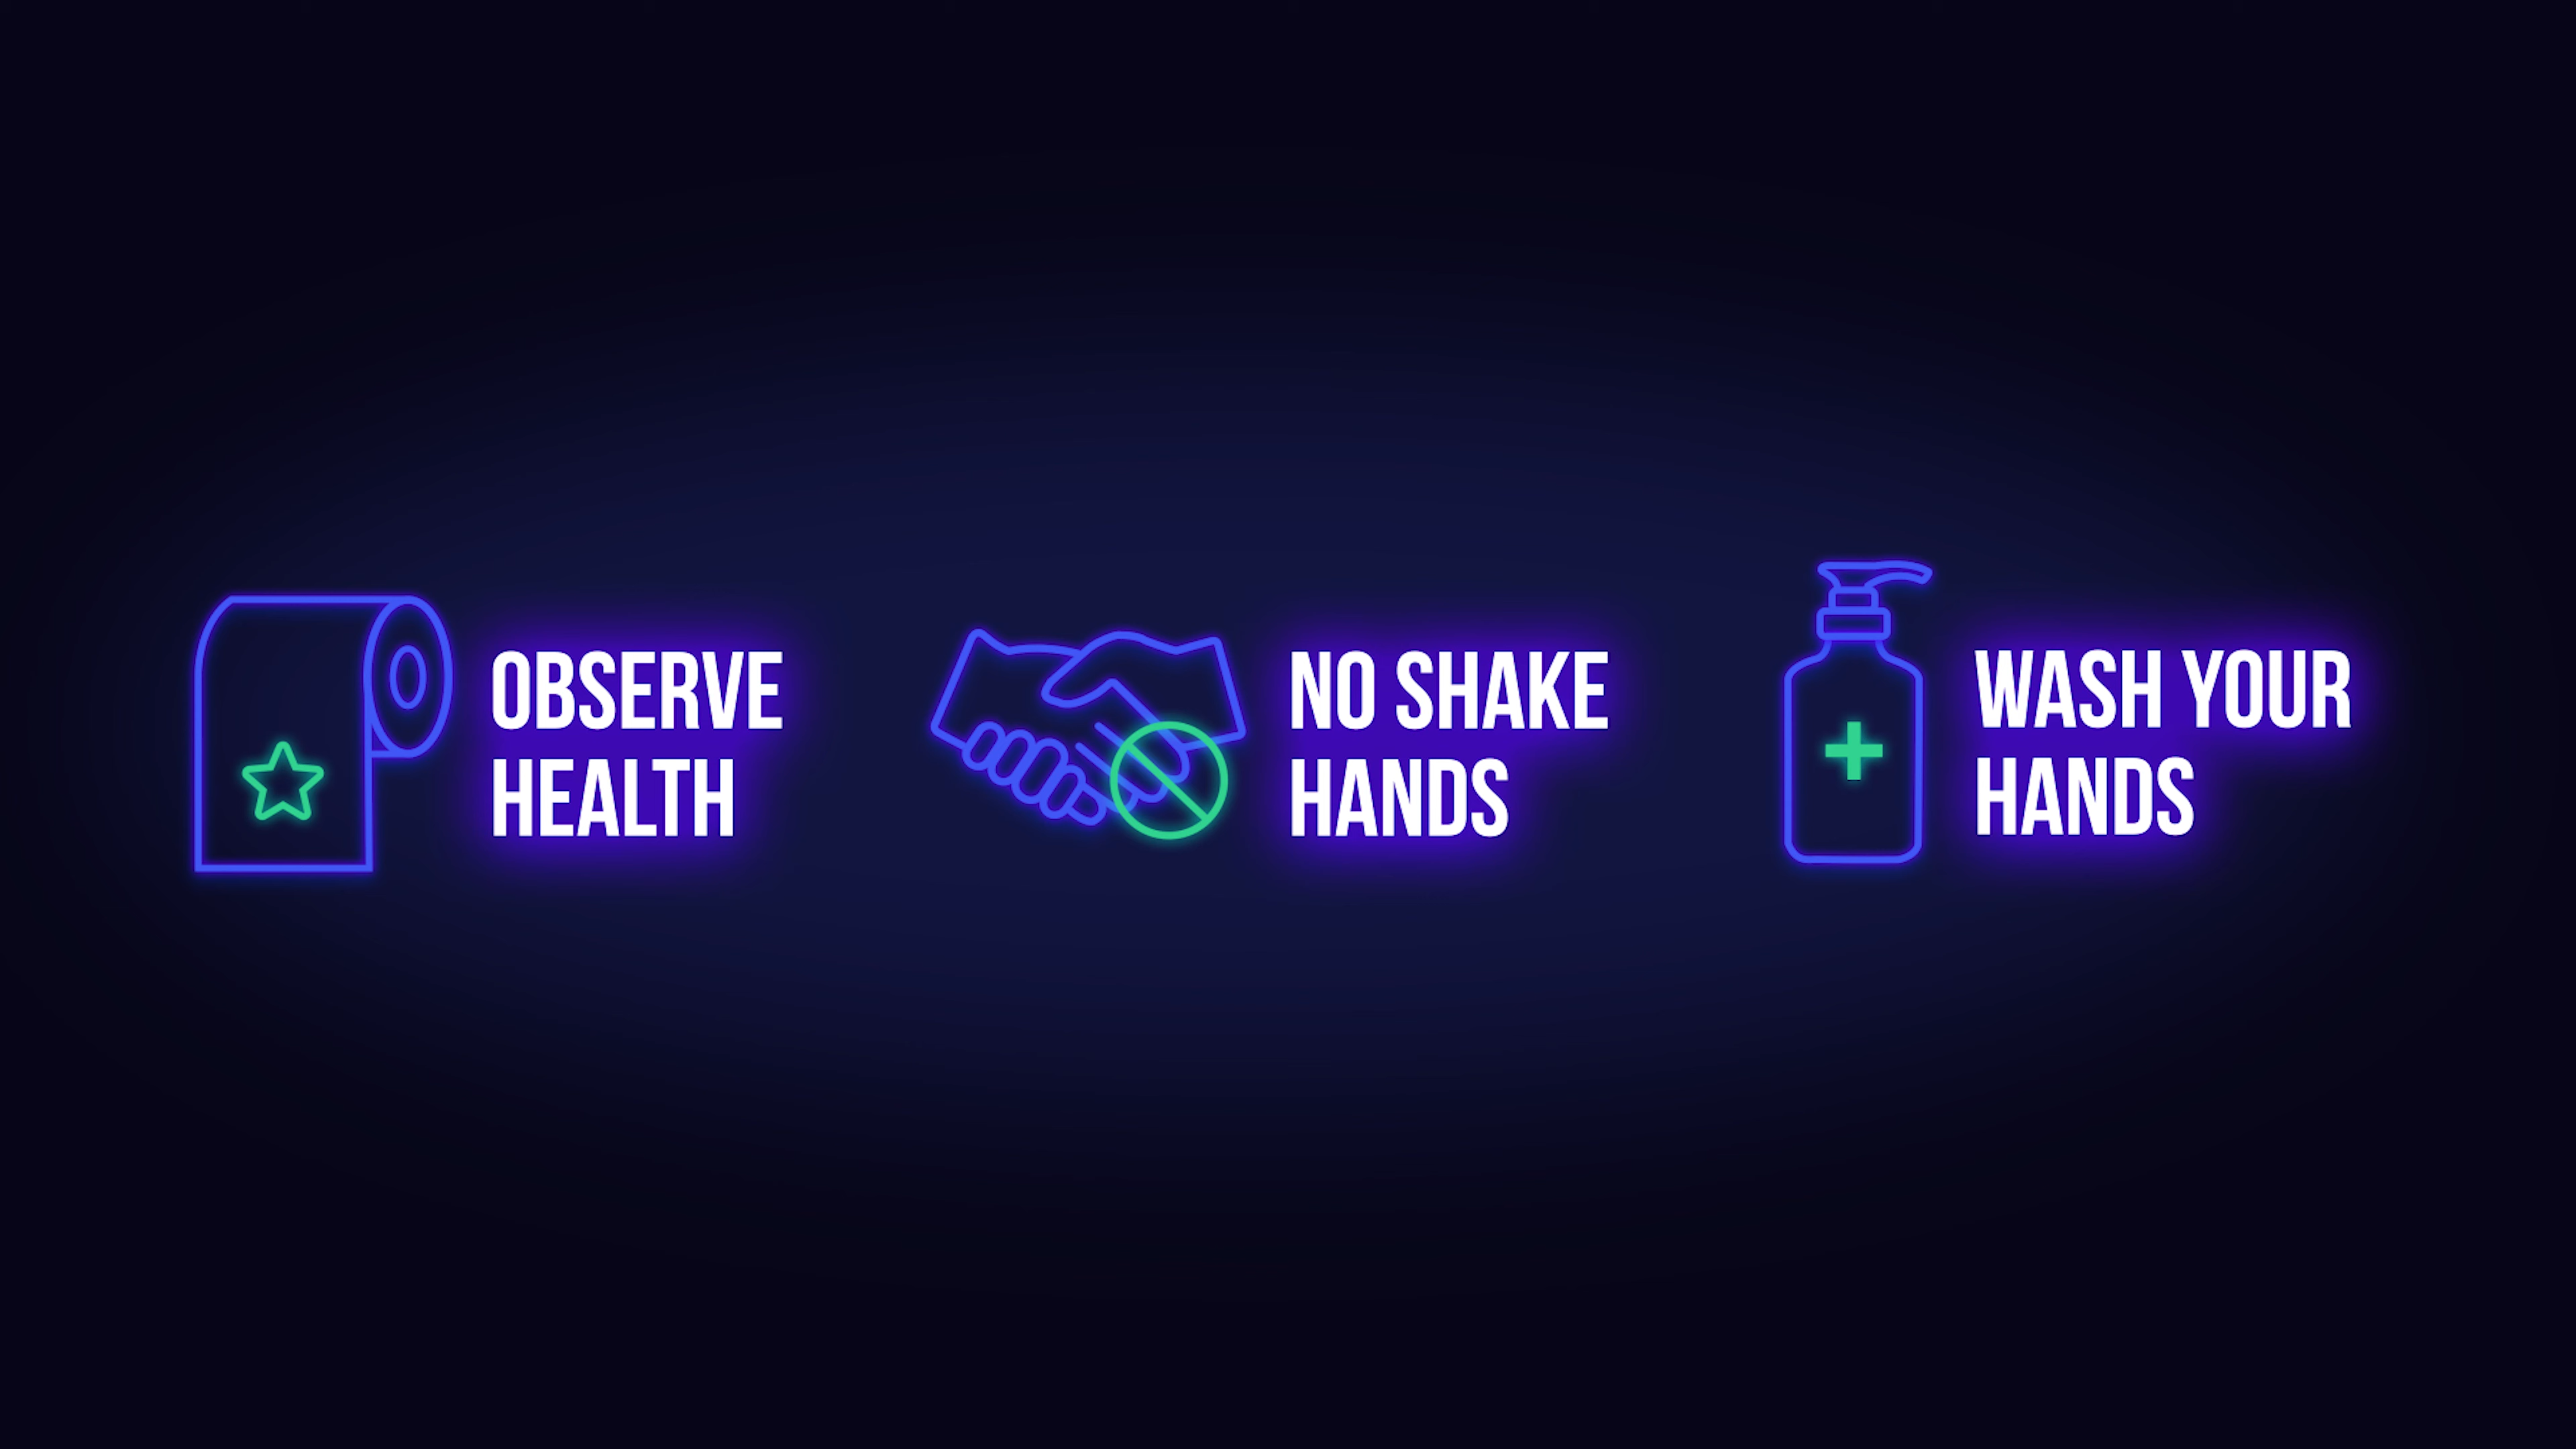 OBSERVE
HEALTH
NO SHAKE
HANDS
WASH YOUR
HANDS